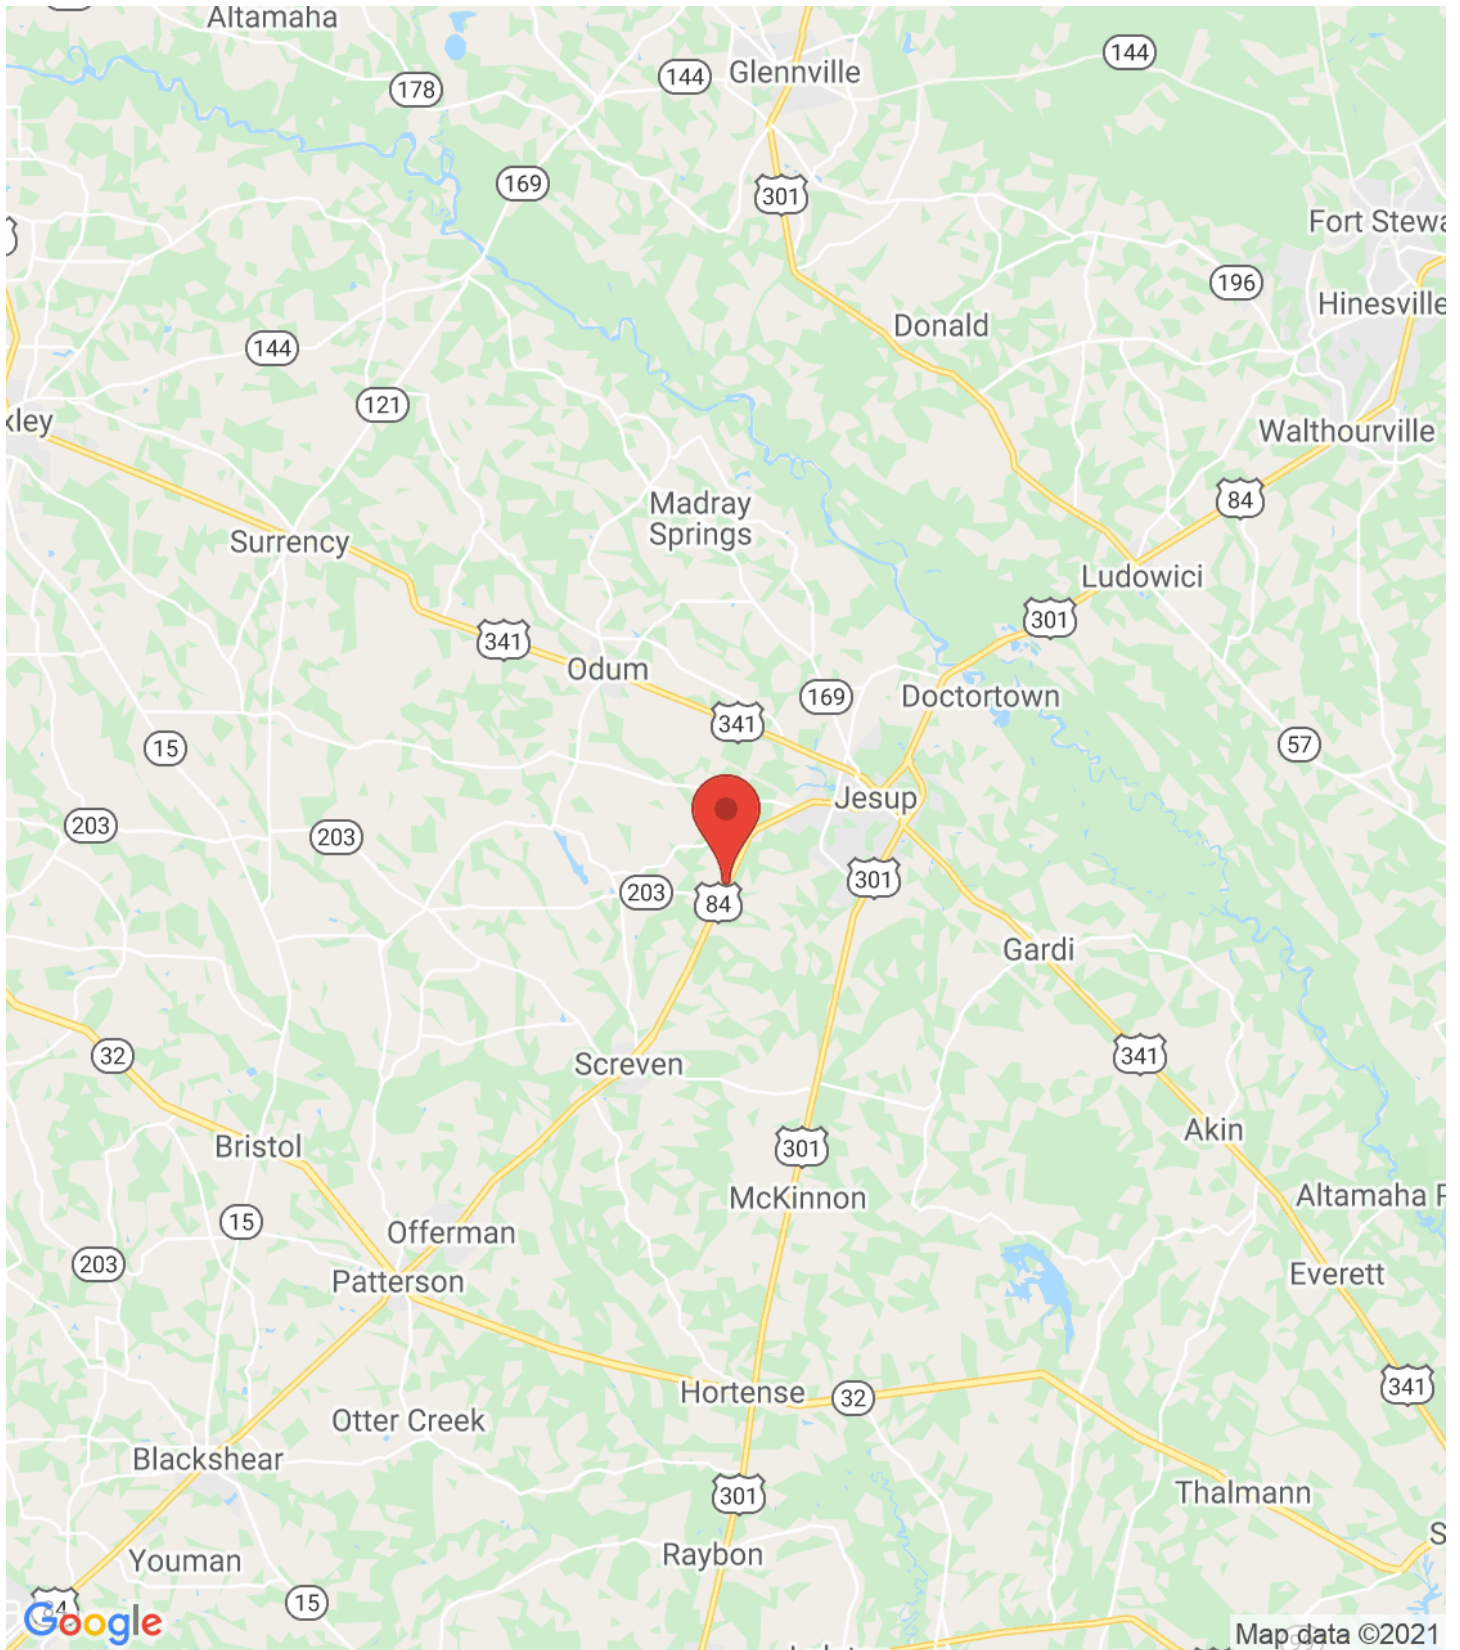 Altamaha
Glennville
144
144
178
169
301
Fort Stewa
196
Hinesville
Donald
144
121
xley
Walthourville
84
Madray
Springs
Surrency
Ludowici
301
341
Odum
Doctortown
169
341
57
15
Jesup
203
203
301
203
84
Gardi
32
Screven
341
Akin
Bristol
301
Altamaha P
McKinnon
15
Offerman
203
Everett
Patterson
341
Hortense
32
Otter Creek
Blackshear
Thalmann
301
S
Raybon
Youman
15
84
Google
Map data ©2021